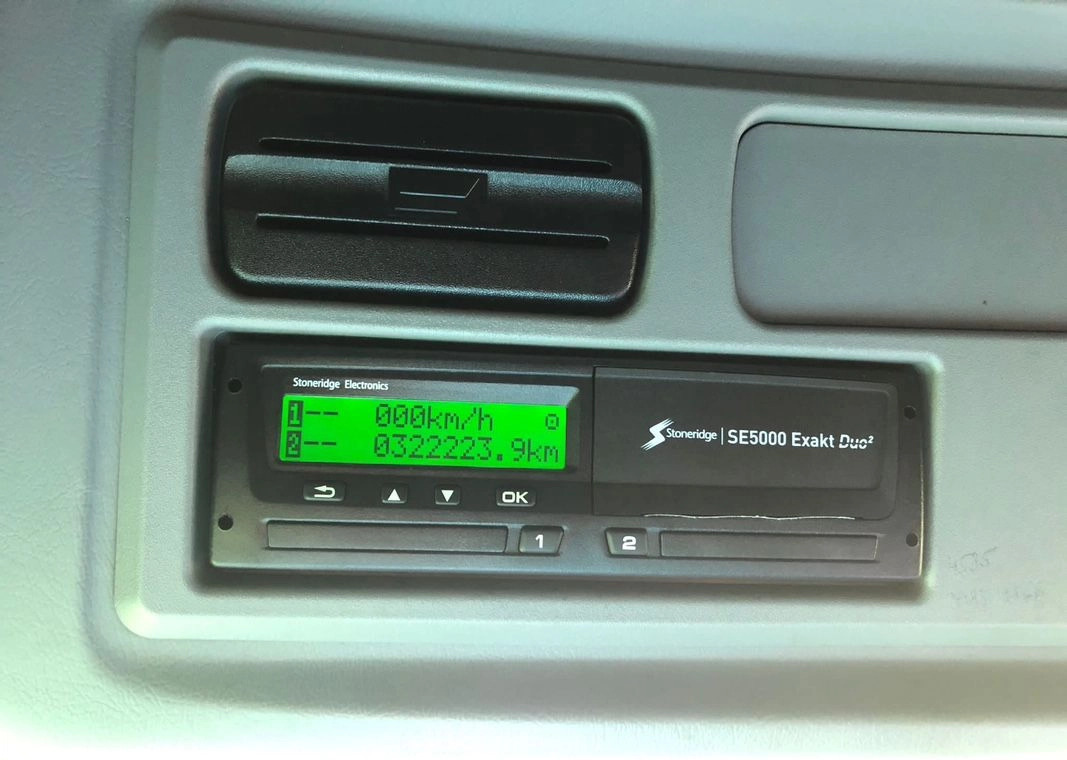 Stoneridge Electronics
1-- 000km/h
2-- 0322223.9km
Stoneridge | SE5000 Exakt Duo²
OK
1 2